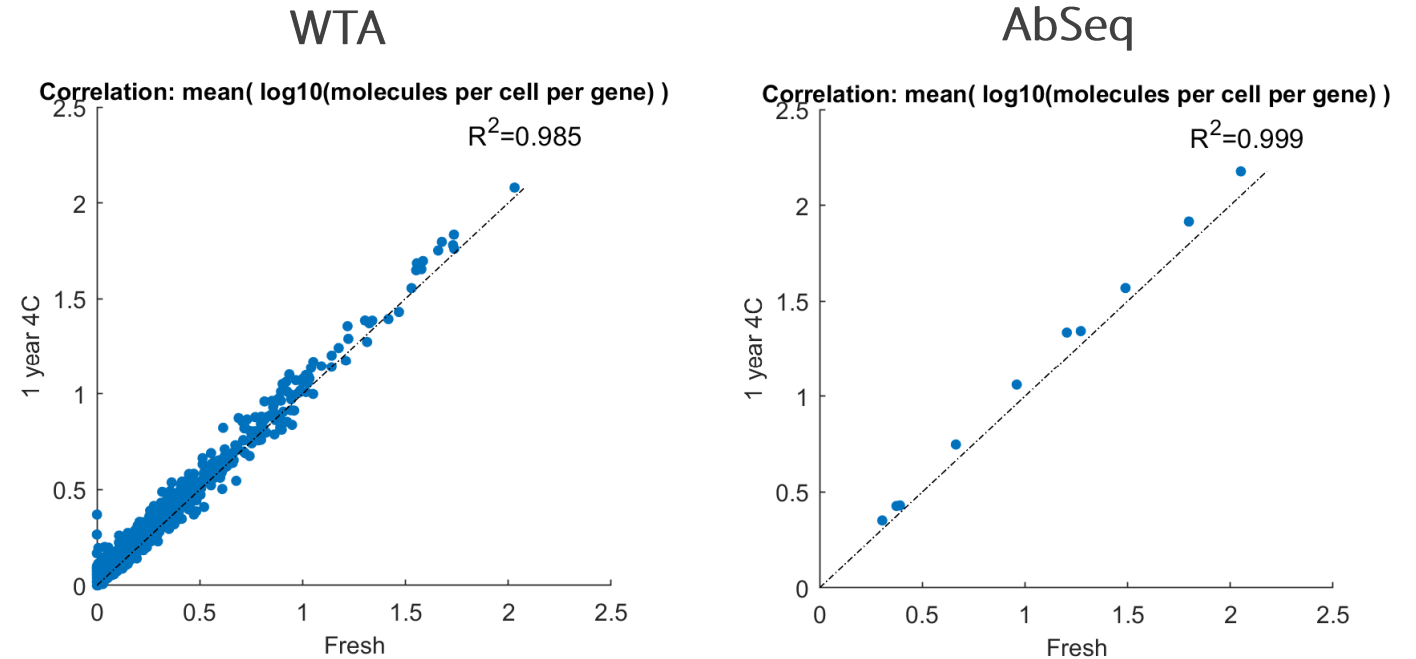 WTA
Correlation: mean( log10(molecules per cell per gene) )
R²=0.985
2.5
2
1.5
1
0.5
0
1 year 4C
0 0.5 1 1.5 2 2.5
Fresh
AbSeq
Correlation: mean( log10(molecules per cell per gene) )
R²=0.999
2.5
2
1.5
1
0.5
0
1 year 4C
0 0.5 1 1.5 2 2.5
Fresh